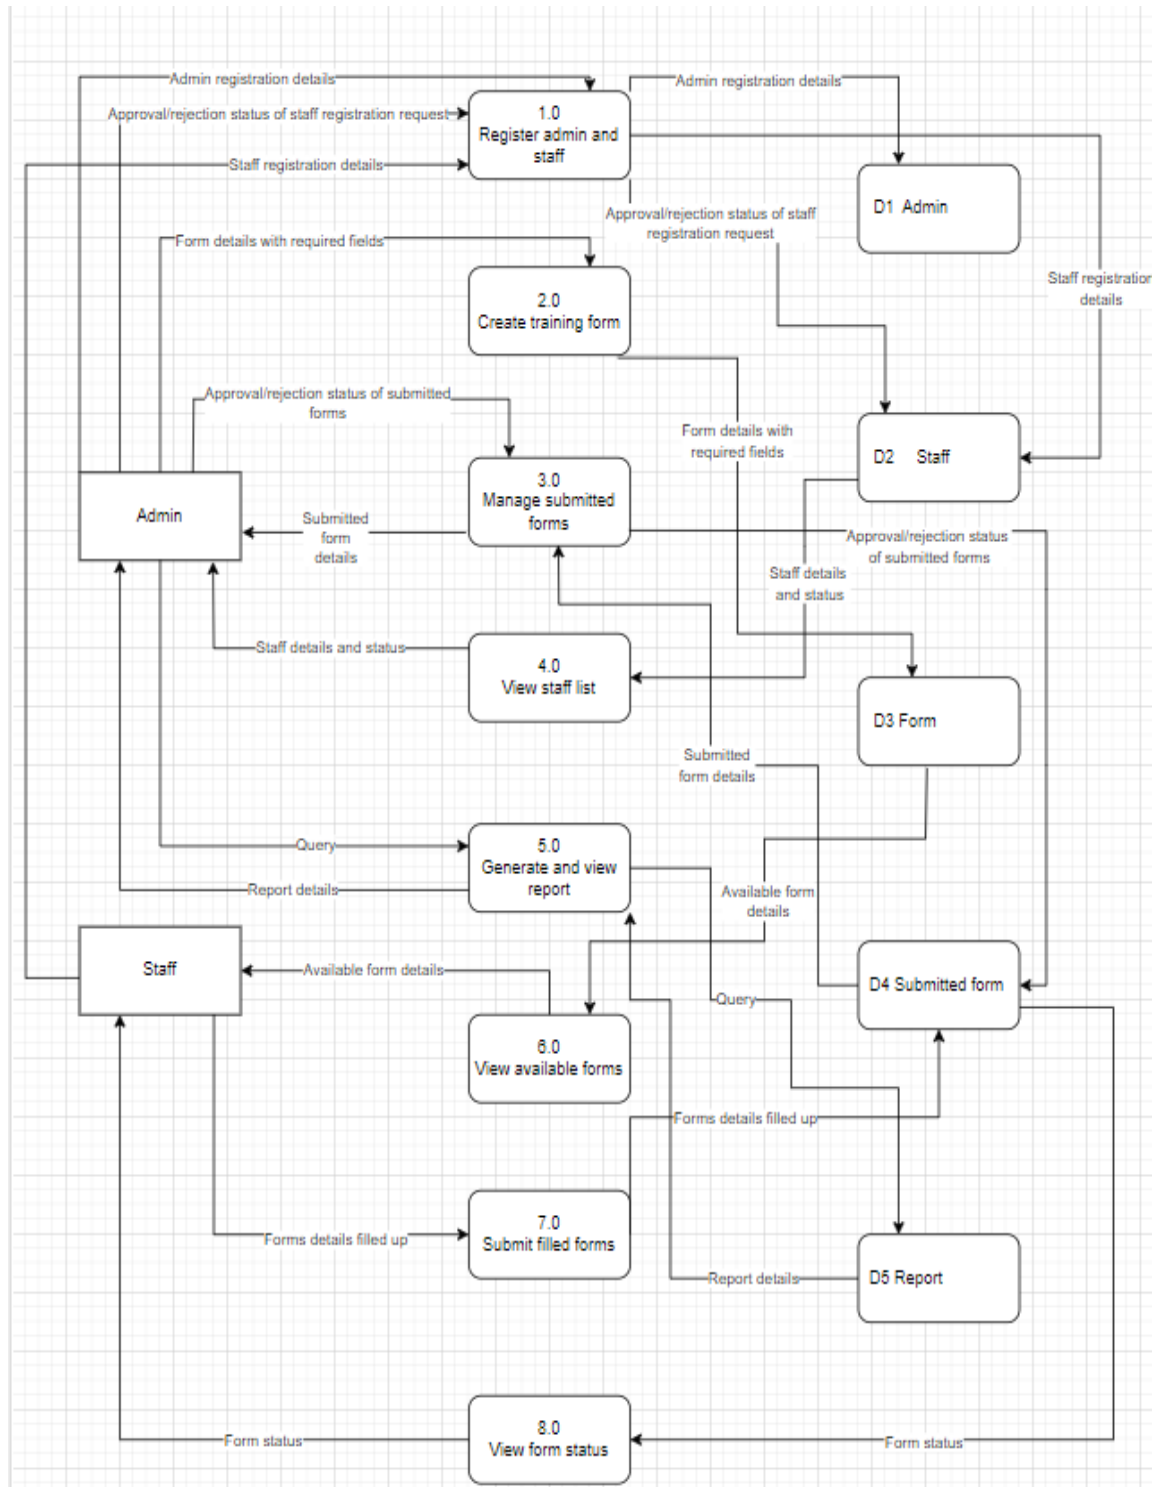 Admin registration details
Admin registration details
Approval/rejection status of staff registration request
1.0
Register admin and
staff
Staff registration details
D1 Admin
Approval/rejection status of staff
registration request
Form details with required fields
Staff registration
details
2.0
Create training form
Approval/rejection status of submitted
forms
Form details with
required fields
D2 Staff
3.0
Manage submitted
forms
Admin
Submitted
form
details
Approval/rejection status
of submitted forms
Staff details
and status
Staff details and status
4.0
View staff list
D3 Form
Submitted
form details
Query
5.0
Generate and view
report
Report details
Available form
details
Staff
Available form details
D4 Submitted form
Query
6.0
View available forms
Forms details filled up
7.0
Submit filled forms
Forms details filled up
D5 Report
Report details
8.0
View form status
Form status
Form status